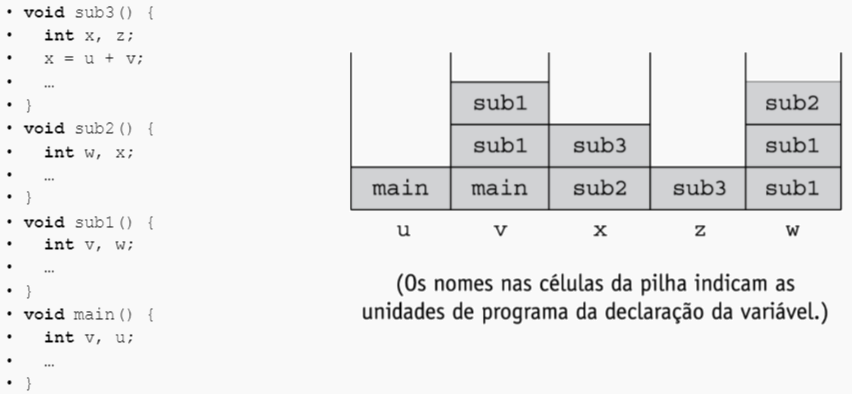 • void sub3() {
• int x, z;
• x = u + v;
• …
• }
• void sub2() {
• int w, x;
• …
• }
• void sub1() {
• int v, w;
• …
• }
• void main() {
• int v, u;
• …
• }
sub1 sub2
sub1 sub3 sub1
main main sub2 sub3 sub1
u v x z w
(Os nomes nas células da pilha indicam as
unidades de programa da declaração da variável.)